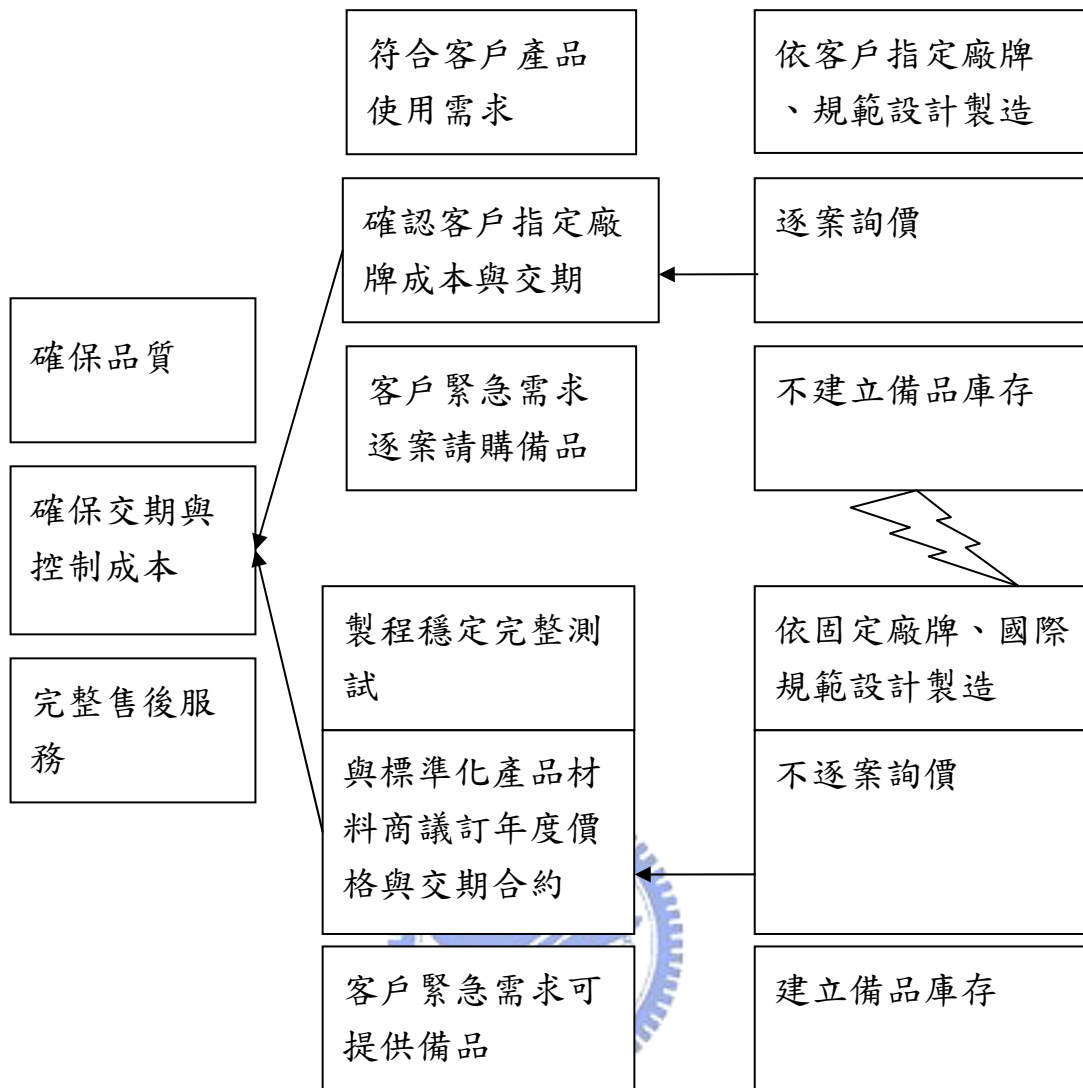 符合客戶產品
使用需求
依客戶指定廠牌
、規範設計製造
確認客戶指定廠
牌成本與交期
逐案詢價
確保品質
客戶緊急需求
逐案請購備品
不建立備品庫存
確保交期與
控制成本
製程穩定完整測
試
依固定廠牌、國際
規範設計製造
完整售後服
務
與標準化產品材
料商議訂年度價
格與交期合約
不逐案詢價
客戶緊急需求可
提供備品
建立備品庫存